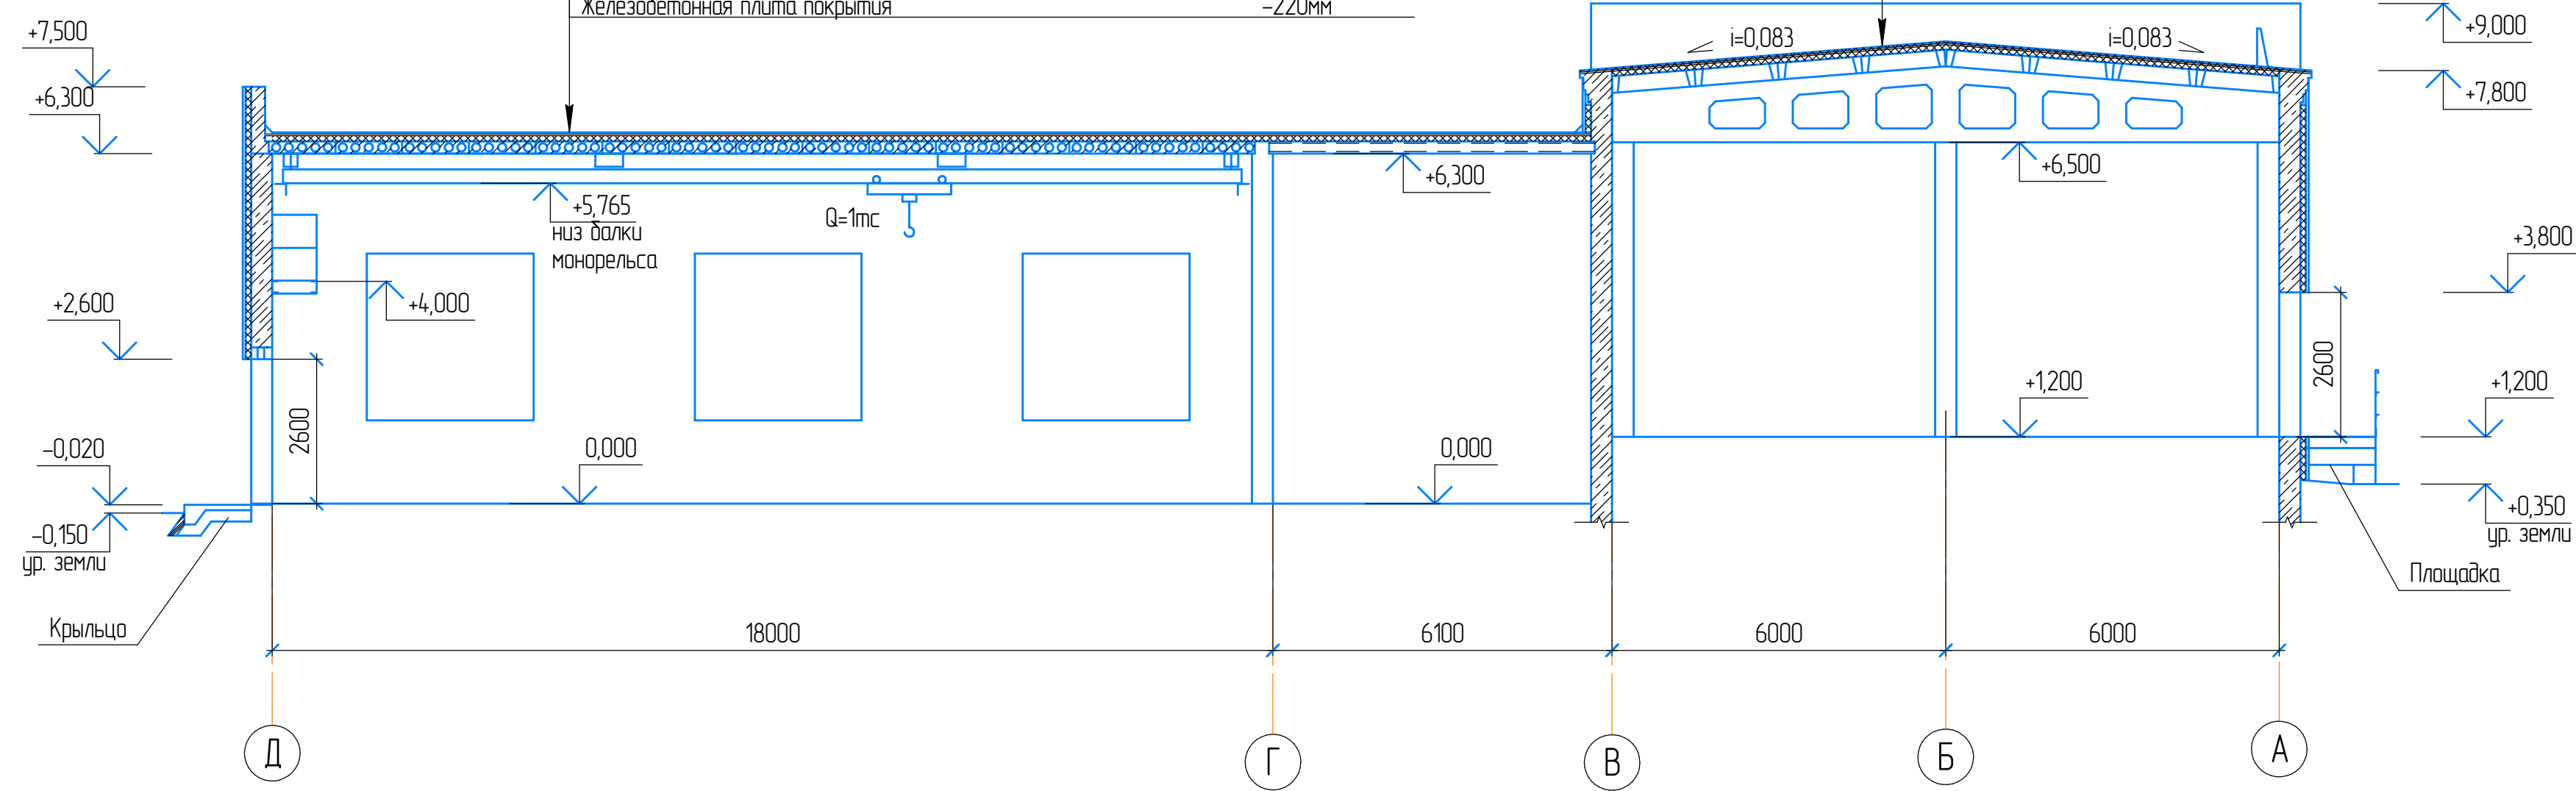 Железобетонная плита покрытия -220мм
+7,500
+6,300
+2,600
-0,020
-0,150
ур. земли
Крыльцо
+5,765
низ балки
монорельса
Q=1тс
+4,000
2600
0,000
+6,300
0,000
i=0,083
i=0,083
+6,500
+1,200
2600
+9,000
+7,800
+3,800
+1,200
+0,350
ур. земли
Площадка
18000
6100
6000
6000
Д
Г
В
Б
А